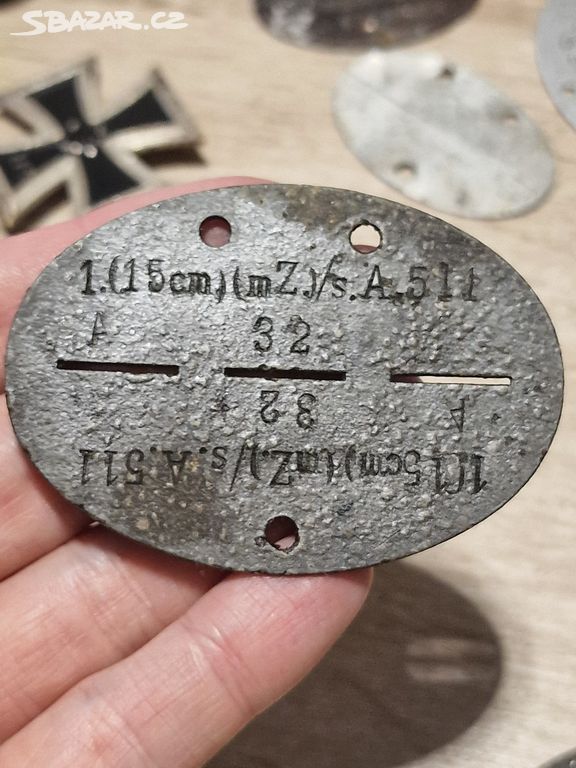 SBAZAR.CZ
1.(15cm)(mZ.)/s.A.511
A 32
32 A
1(15cm)(mZ.)/s.A.511